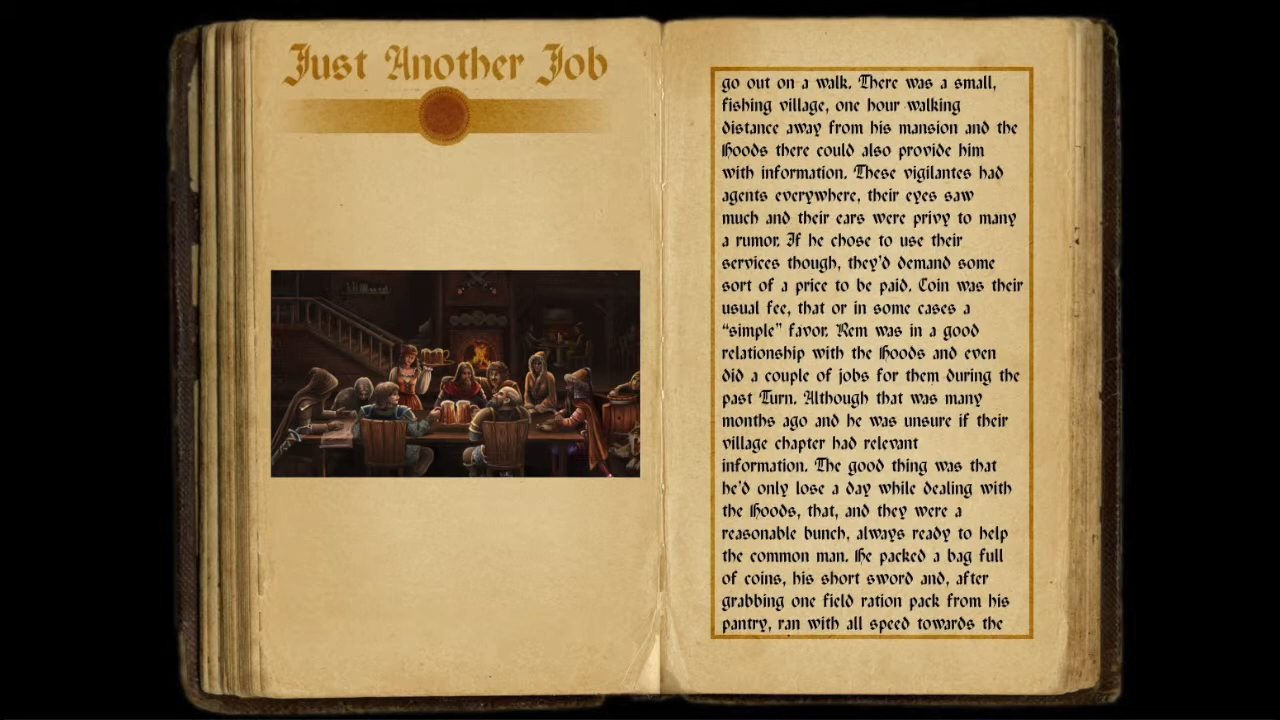 Just Another Job
go out on a walk. There was a small,
fishing village, one hour walking
distance away from his mansion and the
Hoods there could also provide him
with information. These vigilantes had
agents everywhere, their eyes saw
much and their ears were privy to many
a rumor. If he chose to use their
services though, they'd demand some
sort of a price to be paid. Coin was their
usual fee, that or in some cases a
“simple” favor. Rem was in a good
relationship with the Hoods and even
did a couple of jobs for them during the
past Turn. Although that was many
months ago and he was unsure if their
village chapter had relevant
information. The good thing was that
he'd only lose a day while dealing with
the Hoods, that, and they were a
reasonable bunch, always ready to help
the common man. He packed a bag full
of coins, his short sword and, after
grabbing one field ration pack from his
pantry, ran with all speed towards the